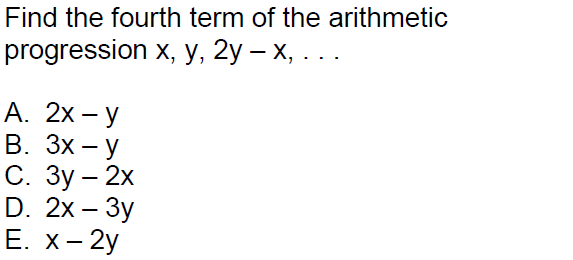 Find the fourth term of the arithmetic
progression x, y, 2y – x, . . .
A. 2x – y
B. 3x – y
C. 3y – 2x
D. 2x – 3y
E. x – 2y